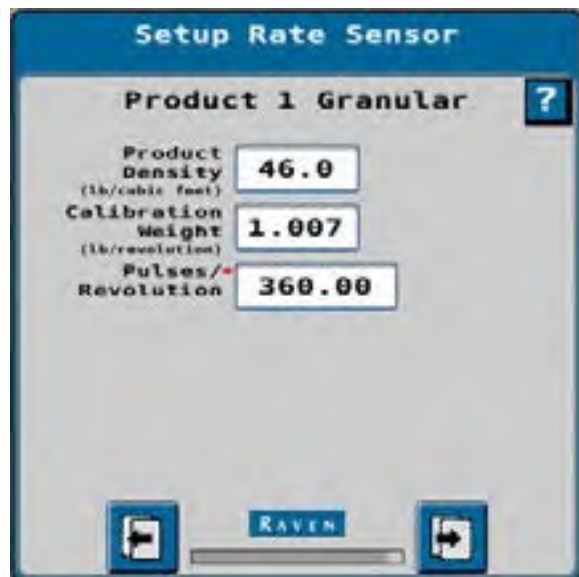 Setup Rate Sensor
Product 1 Granular
?
Product
Density
(lb/cubic feet)
46.0
Calibration
Weight
(lb/revolution)
1.007
Pulses/*
Revolution
360.00
RAVEN